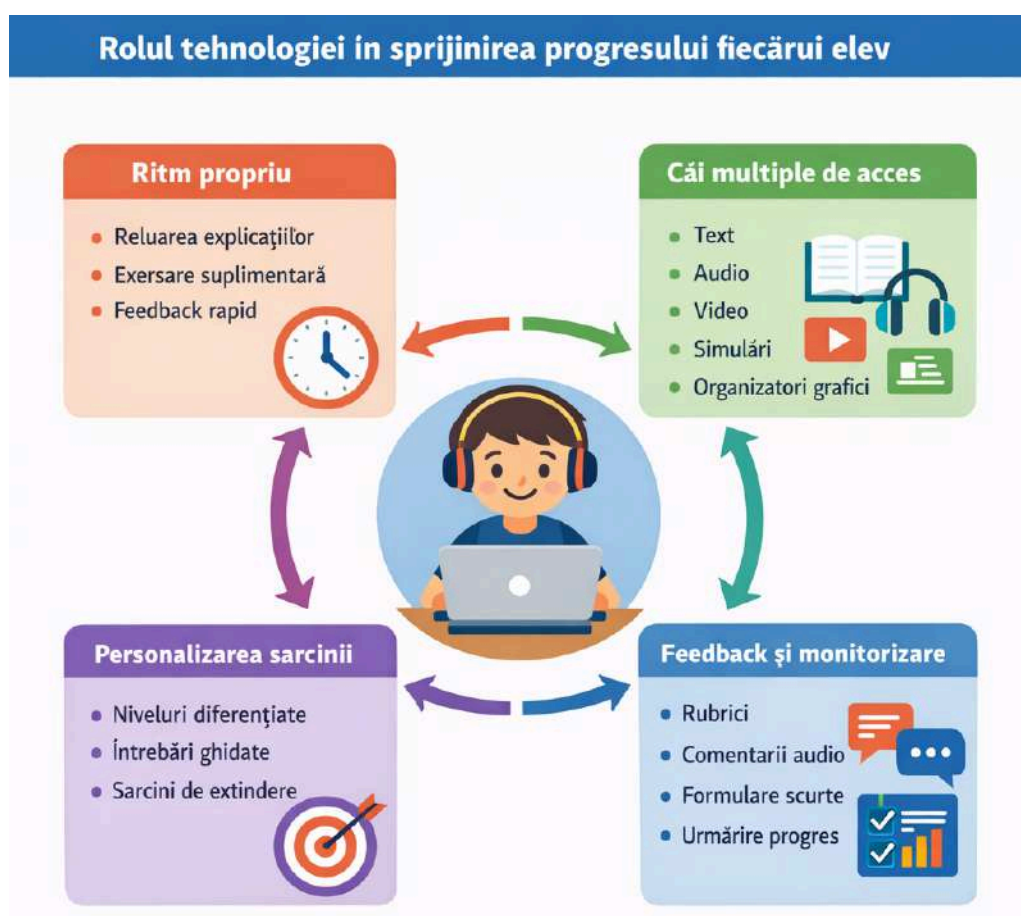 Rolul tehnologiei in sprijinirea progresului fiecărui elev
Ritm propriu
Reluarea explicațiilor
Exersare suplimentară
Feedback rapid
Căi multiple de acces
Text
Audio
Video
Simulári
Organizatori grafici
Personalizarea sarcinii
Niveluri diferențiate
Întrebări ghidate
Sarcini de extindere
Feedback și monitorizare
Rubrici
Comentarii audio
Formulare scurte
Urmărire progres